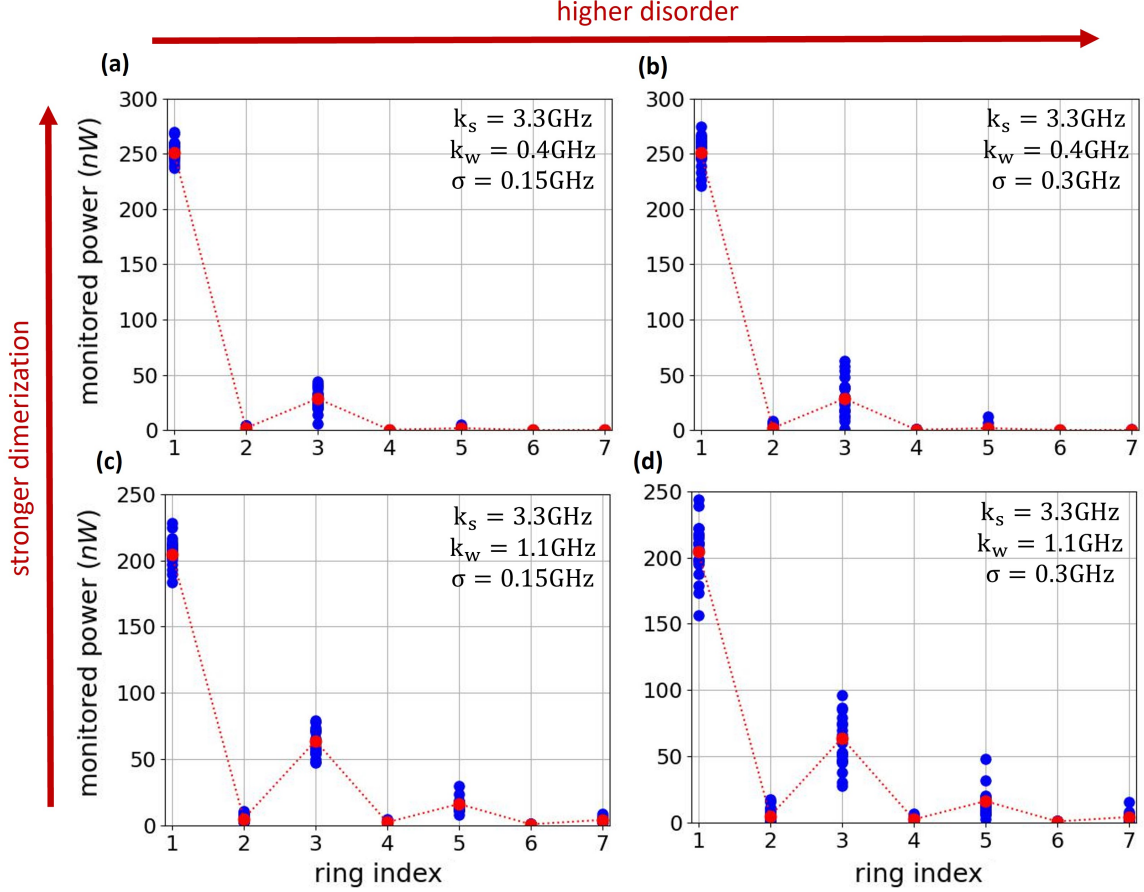 higher disorder
stronger dimerization
(a)
300
250
200
150
100
50
0
monitored power (nW)
kₛ = 3.3GHz
k_w = 0.4GHz
σ = 0.15GHz
1 2 3 4 5 6 7
(b)
300
250
200
150
100
50
0
kₛ = 3.3GHz
k_w = 0.4GHz
σ = 0.3GHz
1 2 3 4 5 6 7
(c)
250
200
150
100
50
0
monitored power (nW)
kₛ = 3.3GHz
k_w = 1.1GHz
σ = 0.15GHz
1 2 3 4 5 6 7
ring index
(d)
250
200
150
100
50
0
kₛ = 3.3GHz
k_w = 1.1GHz
σ = 0.3GHz
1 2 3 4 5 6 7
ring index